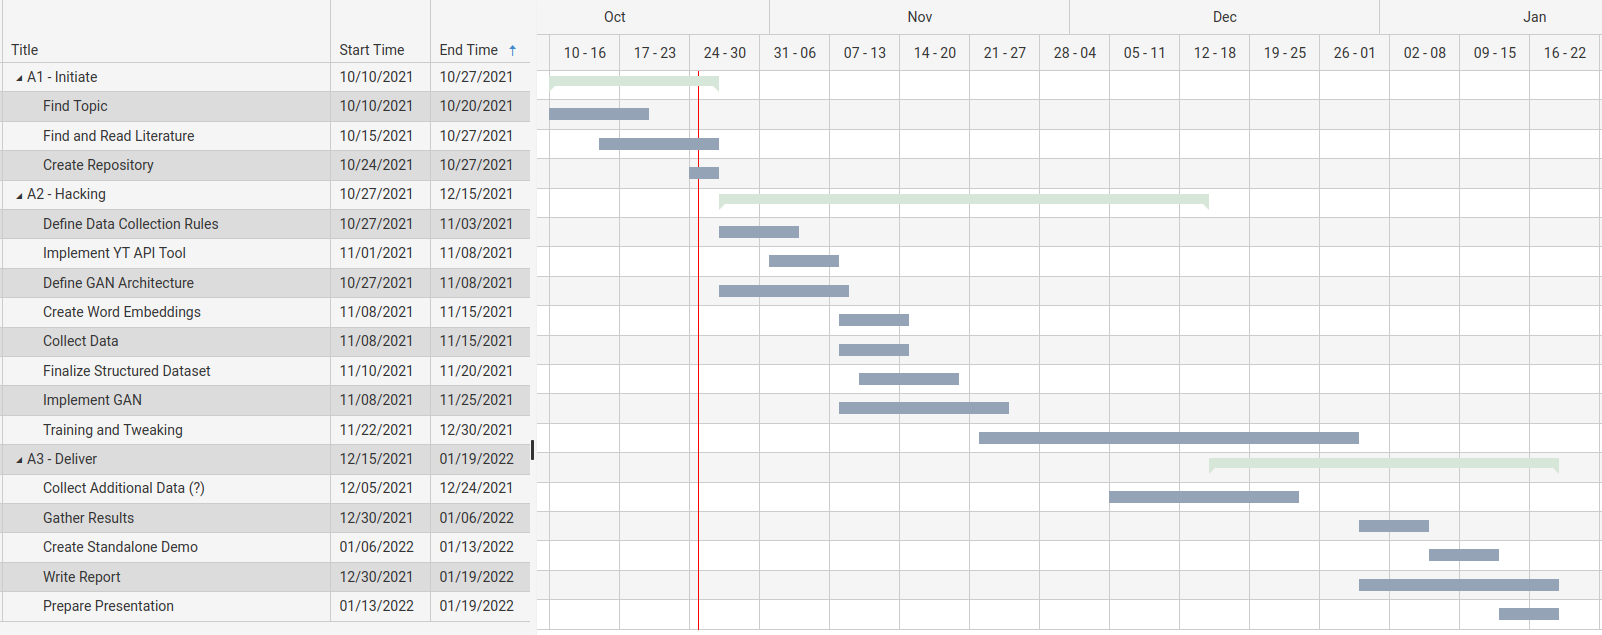 Oct Nov Dec Jan
Title Start Time End Time ↑ 10 - 16 17 - 23 24 - 30 31 - 06 07 - 13 14 - 20 21 - 27 28 - 04 05 - 11 12 - 18 19 - 25 26 - 01 02 - 08 09 - 15 16 - 22
A1 - Initiate 10/10/2021 10/27/2021
Find Topic 10/10/2021 10/20/2021
Find and Read Literature 10/15/2021 10/27/2021
Create Repository 10/24/2021 10/27/2021
A2 - Hacking 10/27/2021 12/15/2021
Define Data Collection Rules 10/27/2021 11/03/2021
Implement YT API Tool 11/01/2021 11/08/2021
Define GAN Architecture 10/27/2021 11/08/2021
Create Word Embeddings 11/08/2021 11/15/2021
Collect Data 11/08/2021 11/15/2021
Finalize Structured Dataset 11/10/2021 11/20/2021
Implement GAN 11/08/2021 11/25/2021
Training and Tweaking 11/22/2021 12/30/2021
A3 - Deliver 12/15/2021 01/19/2022
Collect Additional Data (?) 12/05/2021 12/24/2021
Gather Results 12/30/2021 01/06/2022
Create Standalone Demo 01/06/2022 01/13/2022
Write Report 12/30/2021 01/19/2022
Prepare Presentation 01/13/2022 01/19/2022